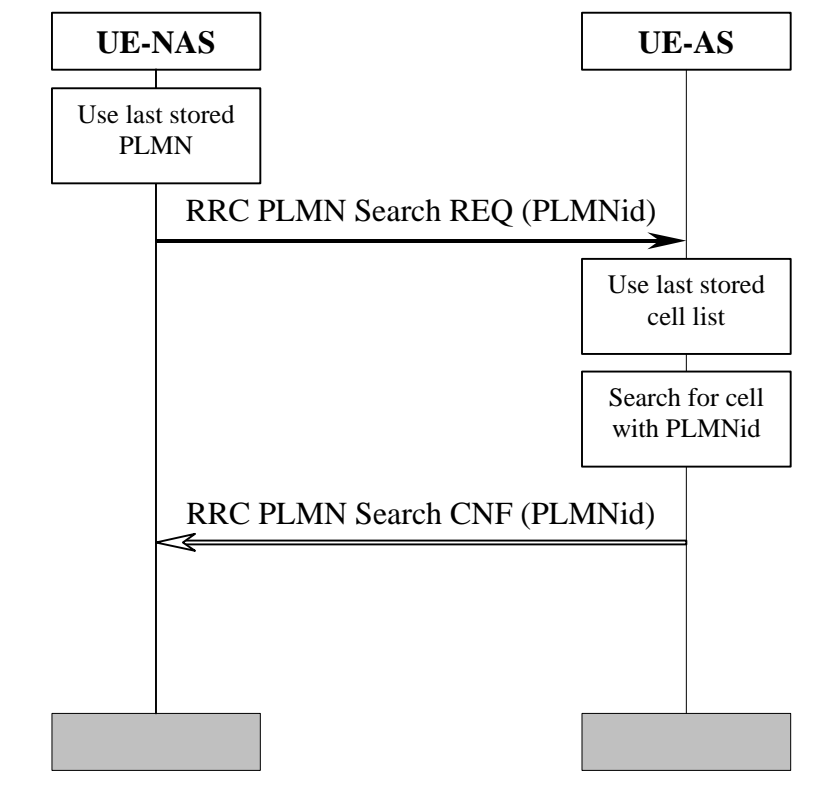 UE-NAS
UE-AS
Use last stored
PLMN
RRC PLMN Search REQ (PLMNid)
Use last stored
cell list
Search for cell
with PLMNid
RRC PLMN Search CNF (PLMNid)